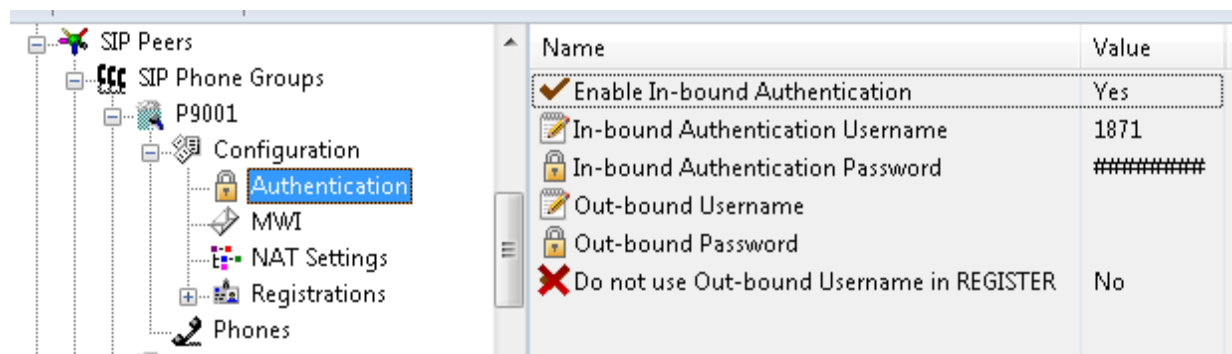 SIP Peers
SIP Phone Groups
P9001
Configuration
Authentication
MWI
NAT Settings
Registrations
Phones
Name Value
Enable In-bound Authentication Yes
In-bound Authentication Username 1871
In-bound Authentication Password #########
Out-bound Username
Out-bound Password
Do not use Out-bound Username in REGISTER No